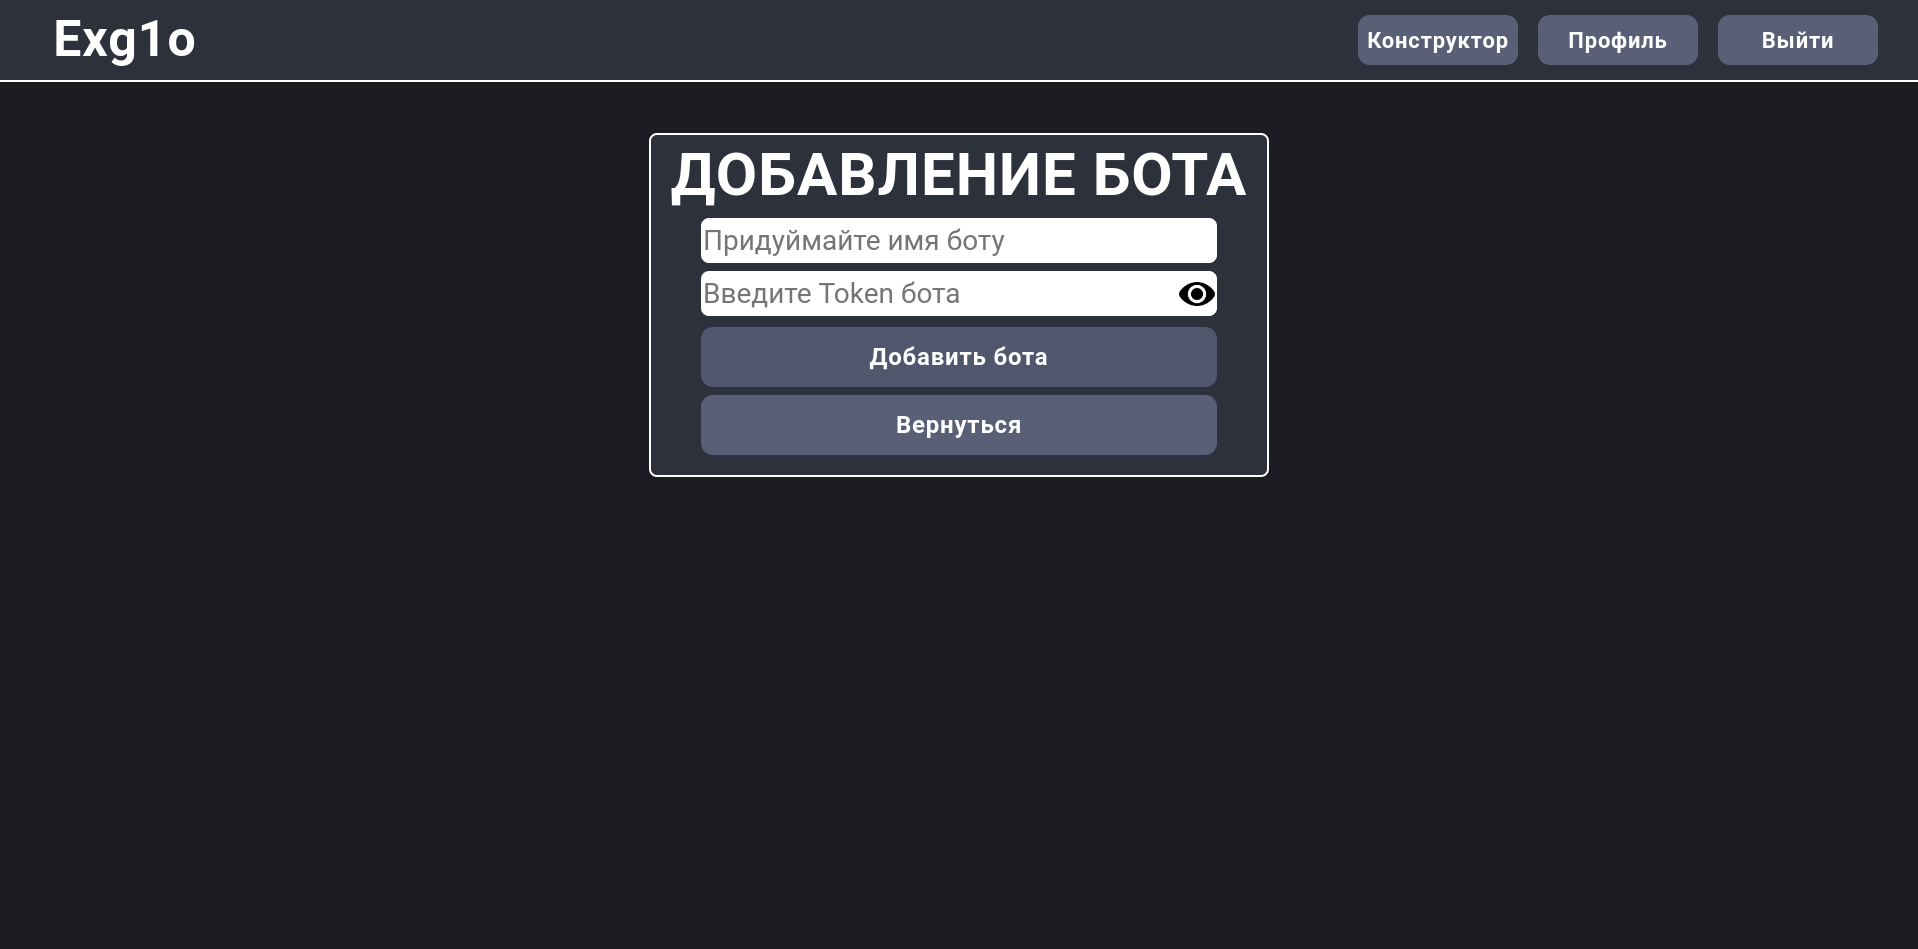 Exg1o
Конструктор
Профиль
Выйти
ДОБАВЛЕНИЕ БОТА
Придуймайте имя боту
Введите Token бота
Добавить бота
Вернуться